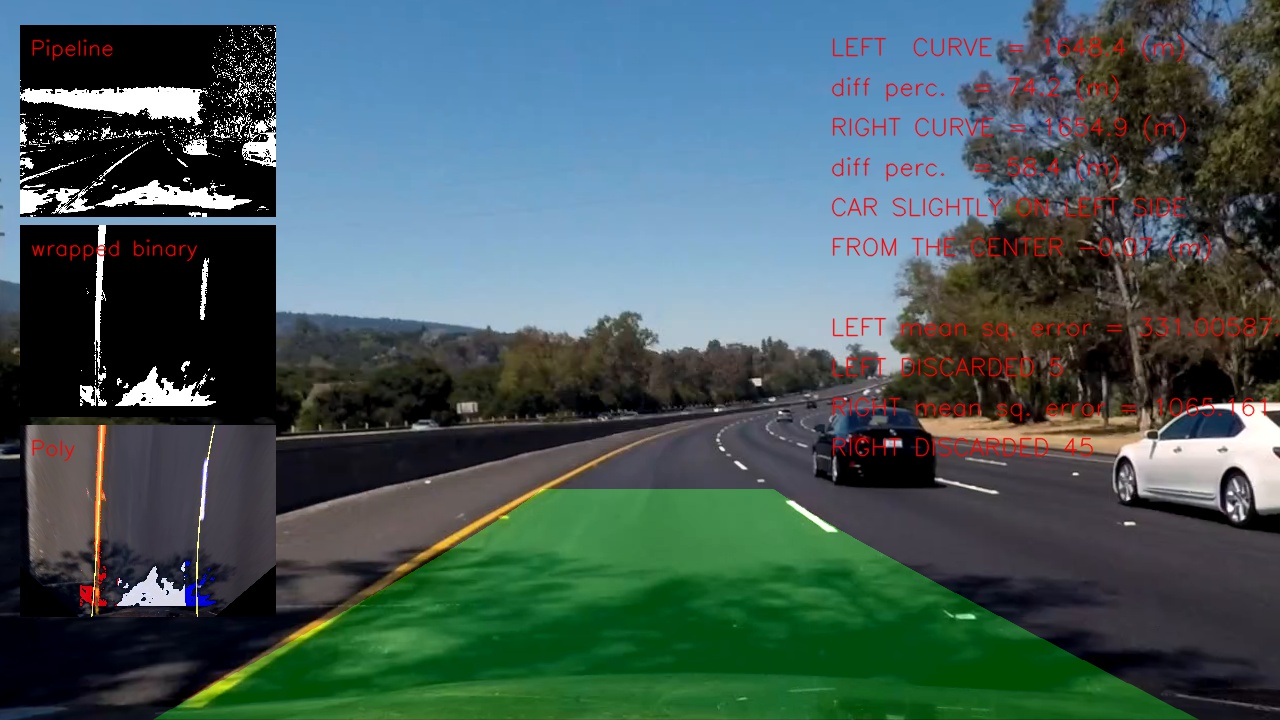 Pipeline
wrapped binary
Poly
LEFT CURVE = 1648.4 (m)
diff perc. = 74.2 (m)
RIGHT CURVE = 1654.9 (m)
diff perc. = 58.4 (m)
CAR SLIGHTLY ON LEFT SIDE
FROM THE CENTER -0.07 (m)
LEFT mean sq. error = 331.00587
LEFT DISCARDED 5
RIGHT mean sq. error = 1065.161
RIGHT DISCARDED 45